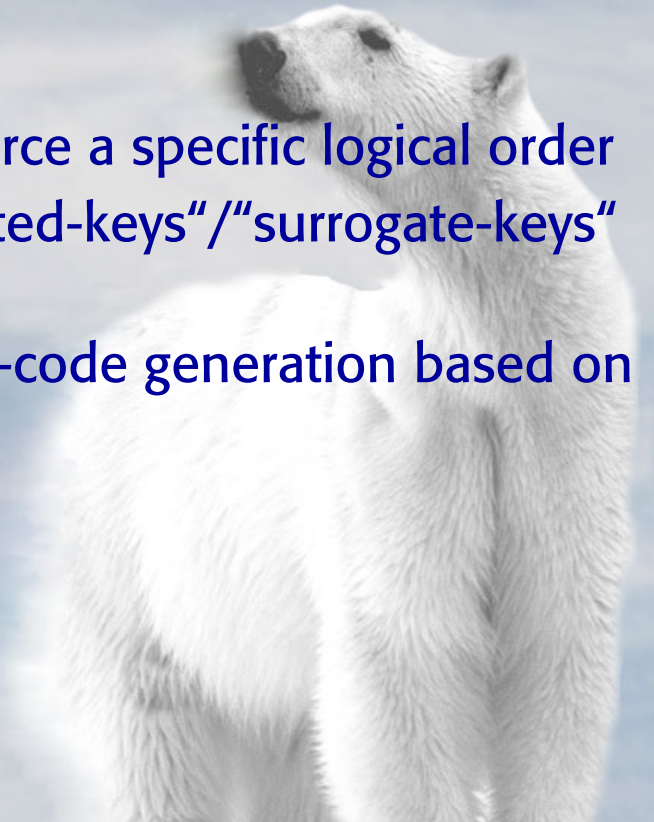 rce a specific logical order
ted-keys“/“surrogate-keys“
-code generation based on